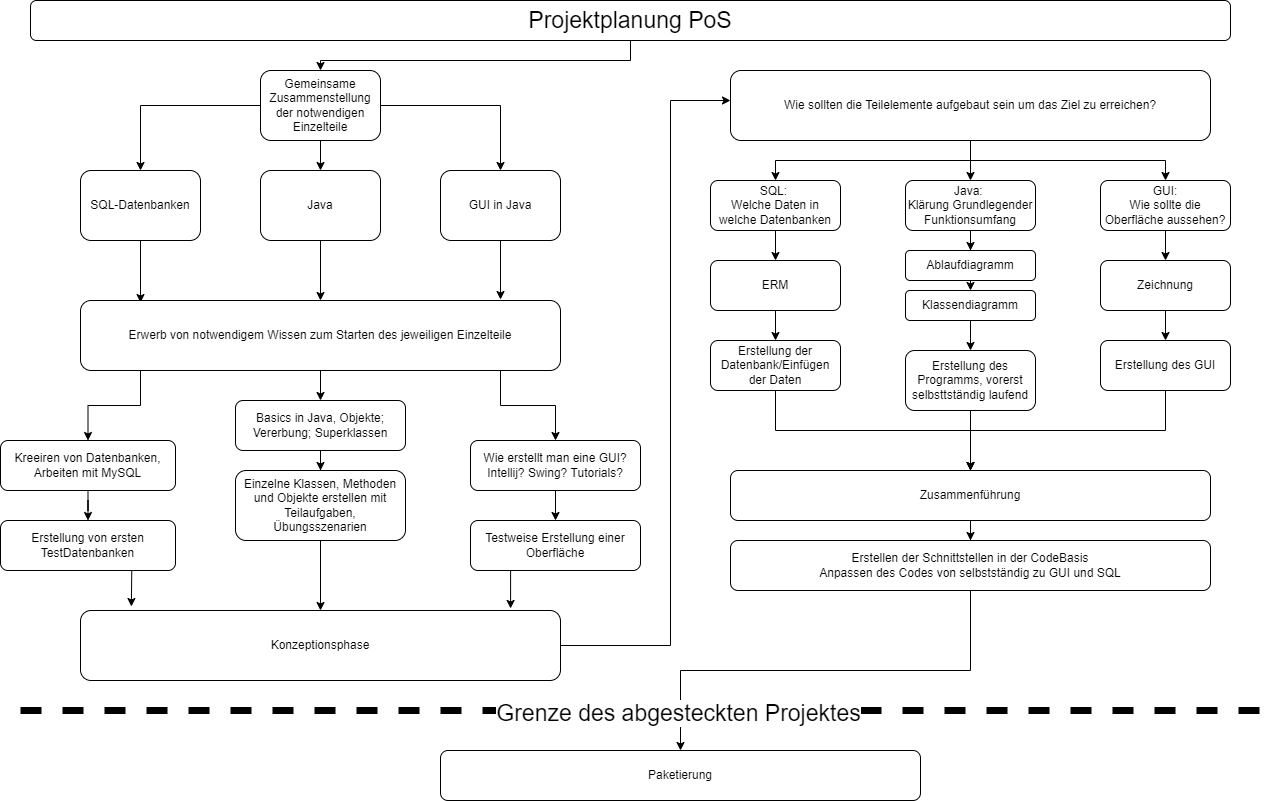 Projektplanung PoS
Gemeinsame
Zusammenstellung
der notwendigen
Einzelteile
SQL-Datenbanken
Java
GUI in Java
Erwerb von notwendigem Wissen zum Starten des jeweiligen Einzelteile
Kreeiren von Datenbanken,
Arbeiten mit MySQL
Erstellung von ersten
TestDatenbanken
Basics in Java, Objekte;
Vererbung; Superklassen
Einzelne Klassen, Methoden
und Objekte erstellen mit
Teilaufgaben,
Übungsszenarien
Wie erstellt man eine GUI?
Intellij? Swing? Tutorials?
Testweise Erstellung einer
Oberfläche
Konzeptionsphase
Wie sollten die Teilelemente aufgebaut sein um das Ziel zu erreichen?
SQL:
Welche Daten in
welche Datenbanken
ERM
Erstellung der
Datenbank/Einfügen
der Daten
Java:
Klärung Grundlegender
Funktionsumfang
Ablaufdiagramm
Klassendiagramm
Erstellung des
Programms, vorerst
selbsttständig laufend
GUI:
Wie sollte die
Oberfläche aussehen?
Zeichnung
Erstellung des GUI
Zusammenführung
Erstellen der Schnittstellen in der CodeBasis
Anpassen des Codes von selbstständig zu GUI und SQL
Grenze des abgesteckten Projektes
Paketierung